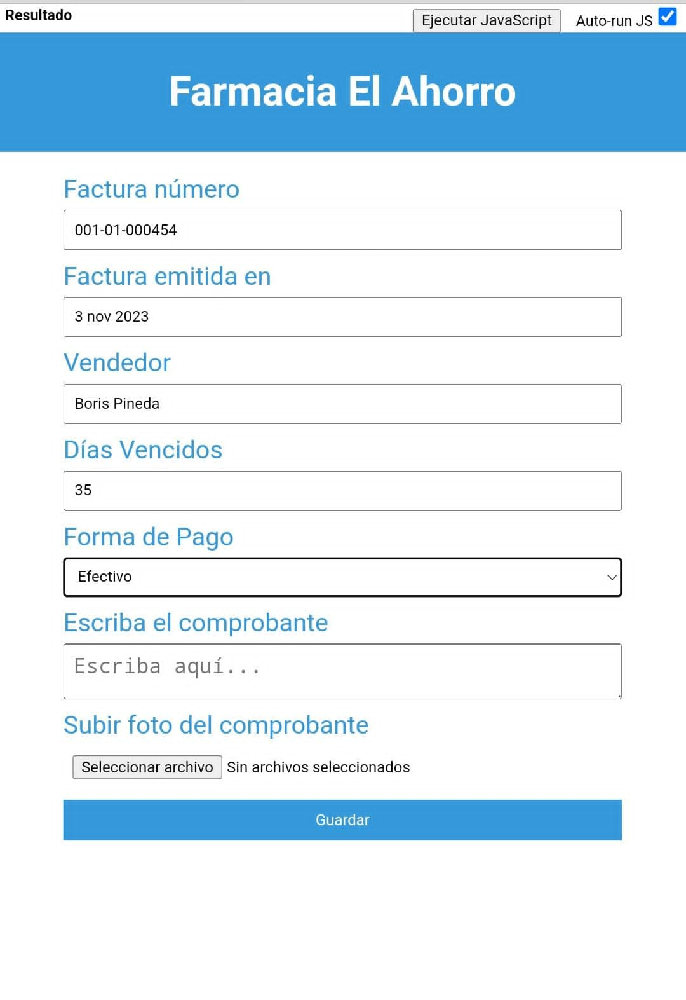 Resultado
Ejecutar JavaScript
Auto-run JS
Farmacia El Ahorro
Factura número
001-01-000454
Factura emitida en
3 nov 2023
Vendedor
Boris Pineda
Días Vencidos
35
Forma de Pago
Efectivo
Escriba el comprobante
Escriba aquí...
Subir foto del comprobante
Seleccionar archivo Sin archivos seleccionados
Guardar